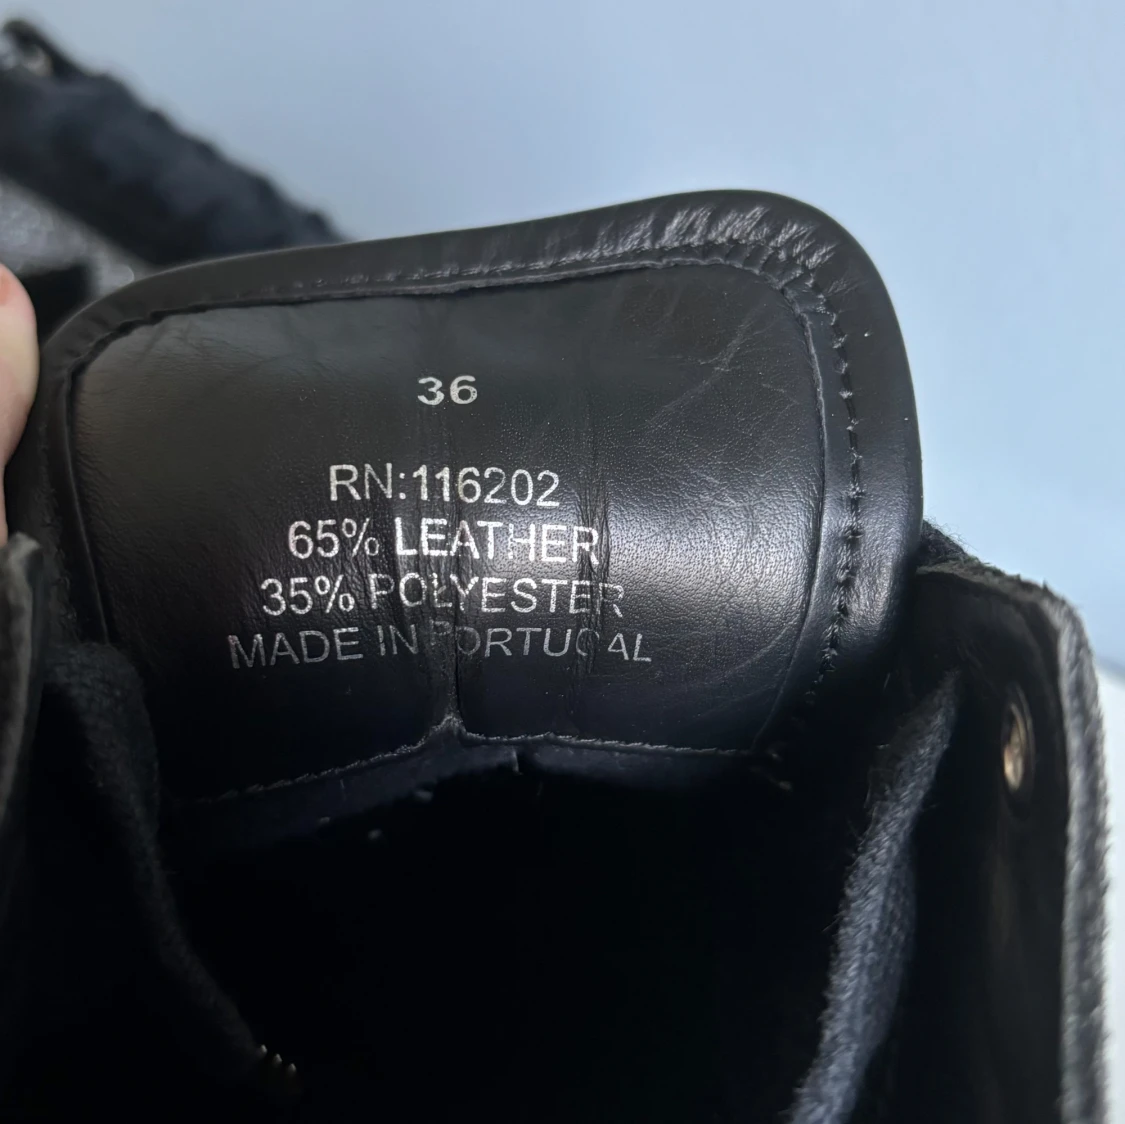 36
RN:116202
65% LEATHER
35% POLYESTER
MADE IN PORTUGAL